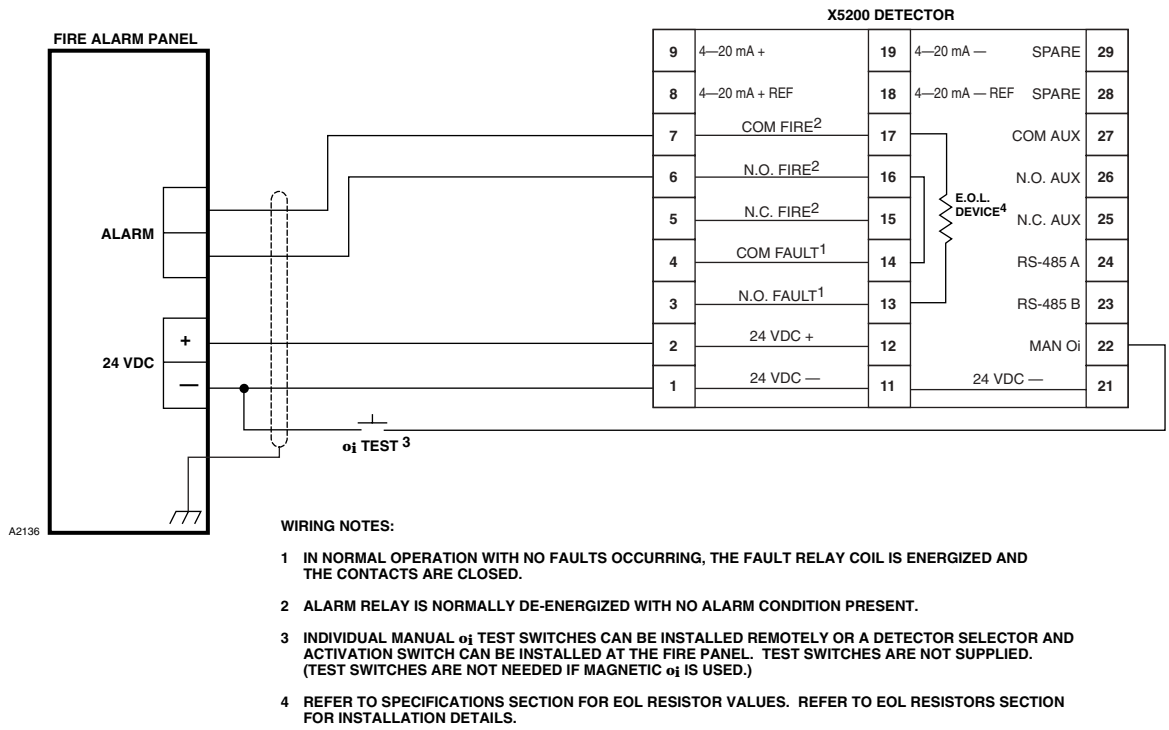 X5200 DETECTOR
FIRE ALARM PANEL
9 4—20 mA + 19 4—20 mA — SPARE 29
8 4—20 mA + REF 18 4—20 mA — REF SPARE 28
7 COM FIRE2 17 COM AUX 27
6 N.O. FIRE2 16 N.O. AUX 26
E.O.L.
DEVICE4
5 N.C. FIRE2 15 N.C. AUX 25
ALARM
4 COM FAULT1 14 RS-485 A 24
3 N.O. FAULT1 13 RS-485 B 23
+
2 24 VDC + 12 MAN Oi 22
24 VDC
—
1 24 VDC — 11 24 VDC — 21
oi TEST 3
A2136
WIRING NOTES:
1 IN NORMAL OPERATION WITH NO FAULTS OCCURRING, THE FAULT RELAY COIL IS ENERGIZED AND
THE CONTACTS ARE CLOSED.
2 ALARM RELAY IS NORMALLY DE-ENERGIZED WITH NO ALARM CONDITION PRESENT.
3 INDIVIDUAL MANUAL oi TEST SWITCHES CAN BE INSTALLED REMOTELY OR A DETECTOR SELECTOR AND
ACTIVATION SWITCH CAN BE INSTALLED AT THE FIRE PANEL. TEST SWITCHES ARE NOT SUPPLIED.
(TEST SWITCHES ARE NOT NEEDED IF MAGNETIC oi IS USED.)
4 REFER TO SPECIFICATIONS SECTION FOR EOL RESISTOR VALUES. REFER TO EOL RESISTORS SECTION
FOR INSTALLATION DETAILS.